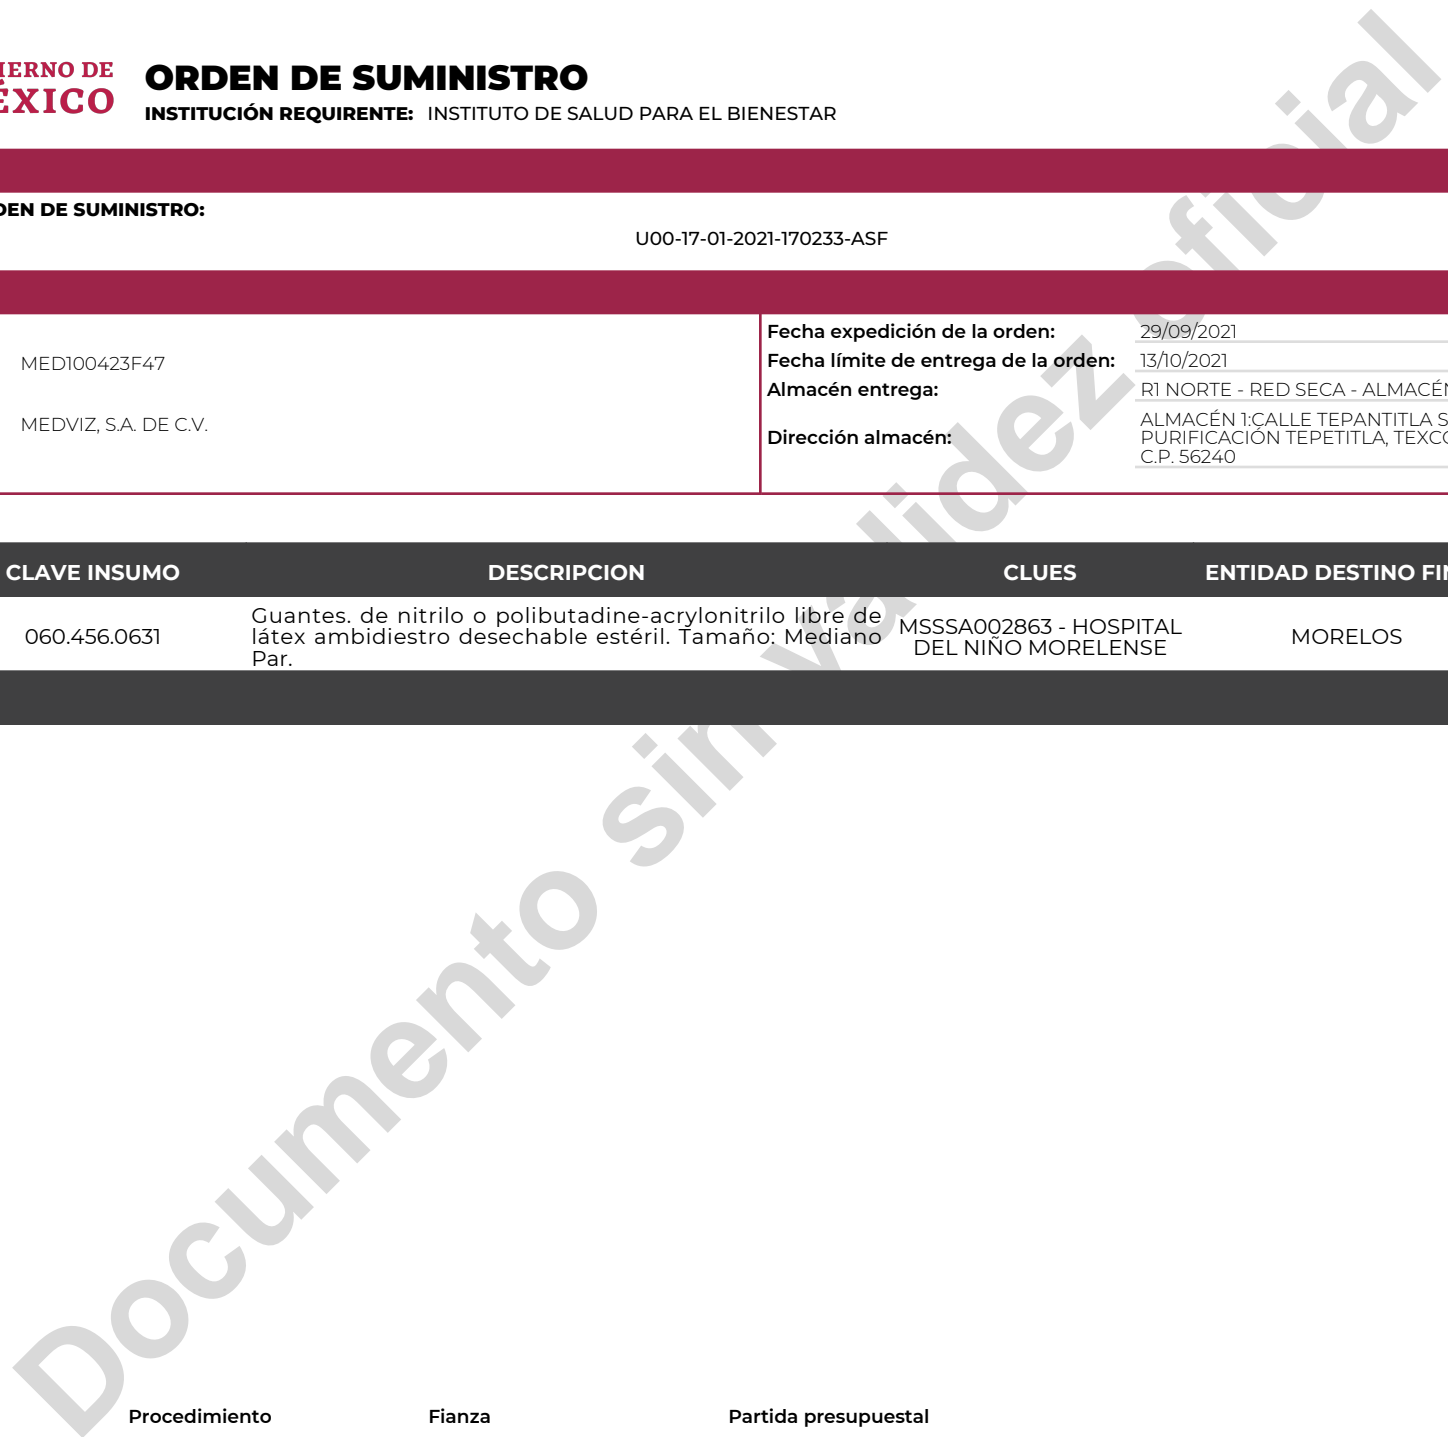 IERNO DE
ÉXICO
ORDEN DE SUMINISTRO
INSTITUCIÓN REQUIRENTE: INSTITUTO DE SALUD PARA EL BIENESTAR
DEN DE SUMINISTRO:
U00-17-01-2021-170233-ASF
MED100423F47
MEDVIZ, S.A. DE C.V.
Fecha expedición de la orden: 29/09/2021
Fecha límite de entrega de la orden: 13/10/2021
Almacén entrega: R1 NORTE - RED SECA - ALMACÉN
Dirección almacén:
ALMACÉN 1:CALLE TEPANTITLA S
PURIFICACIÓN TEPETITLA, TEXCO
C.P. 56240
CLAVE INSUMO DESCRIPCION CLUES ENTIDAD DESTINO FIN
060.456.0631
Guantes. de nitrilo o polibutadine-acrylonitrilo libre de
látex ambidiestro desechable estéril. Tamaño: Mediano
Par.
MSSSA002863 - HOSPITAL
DEL NIÑO MORELENSE
MORELOS
Documento sin validez oficial
Procedimiento Fianza Partida presupuestal